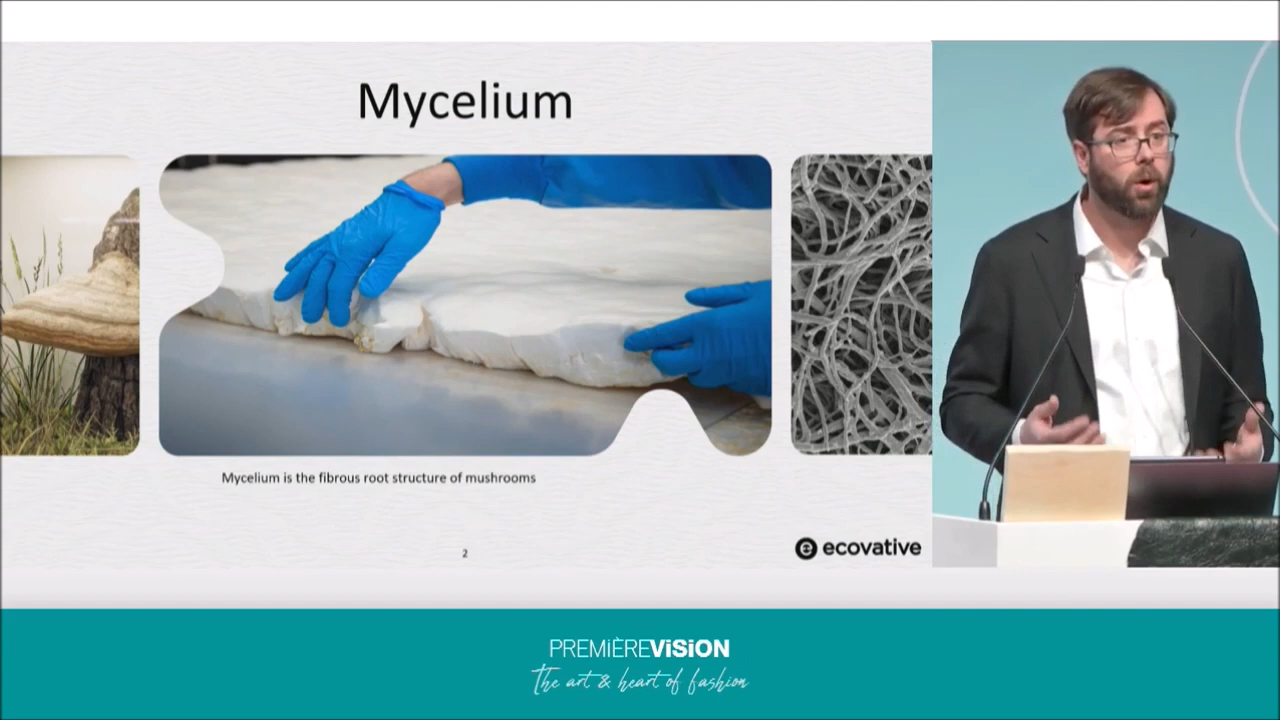 Mycelium
Mycelium is the fibrous root structure of mushrooms
2
e ecovative
PREMIÈREViSiON
The art & heart of fashion